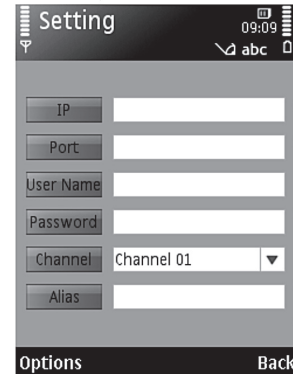 Setting
09:09
abc
IP
Port
User Name
Password
Channel
Channel 01
Alias
Options
Back